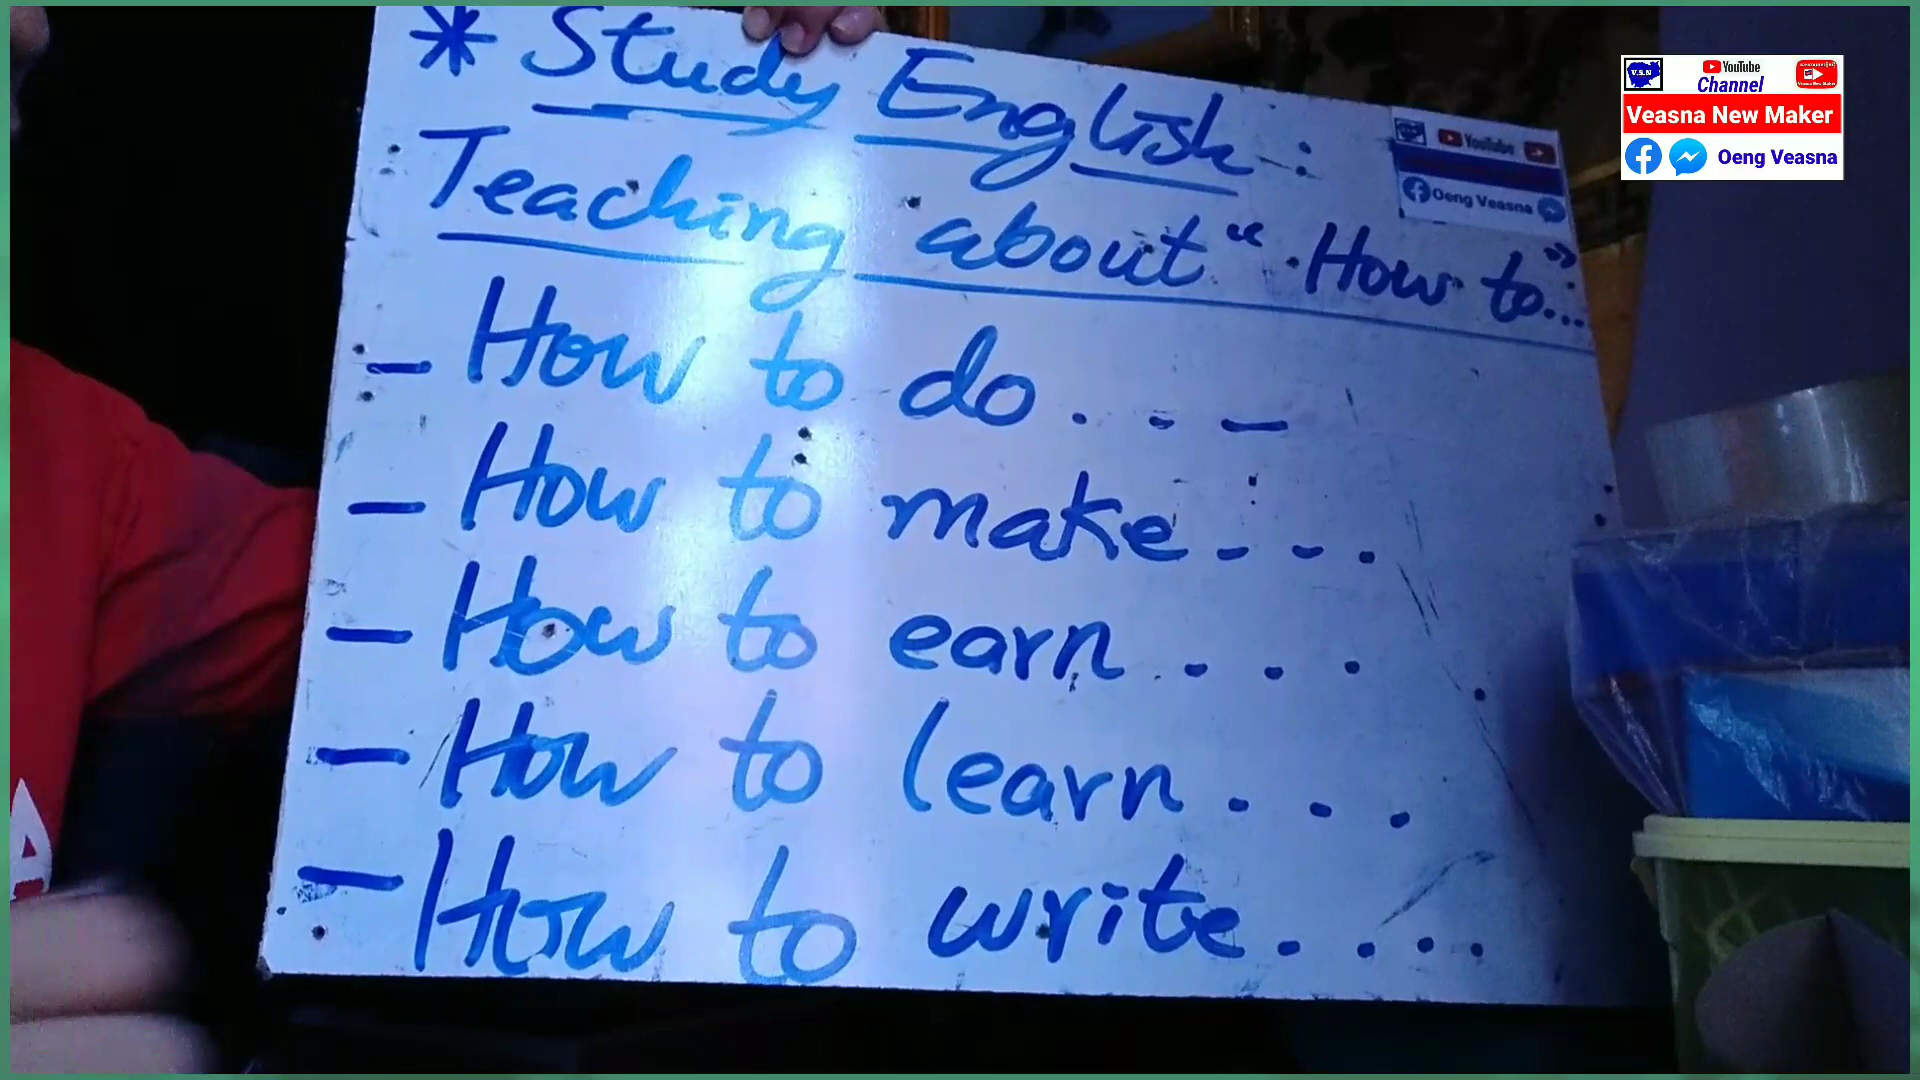 * Study English :
Teaching about " How to..."
- How to do . . -
- How to make . . .
- How to earn . . .
- How to learn . . .
- How to write . . . .
YouTube
Oeng Veasna
V.S.N
YouTube
Channel
Veasna New Maker
Oeng Veasna